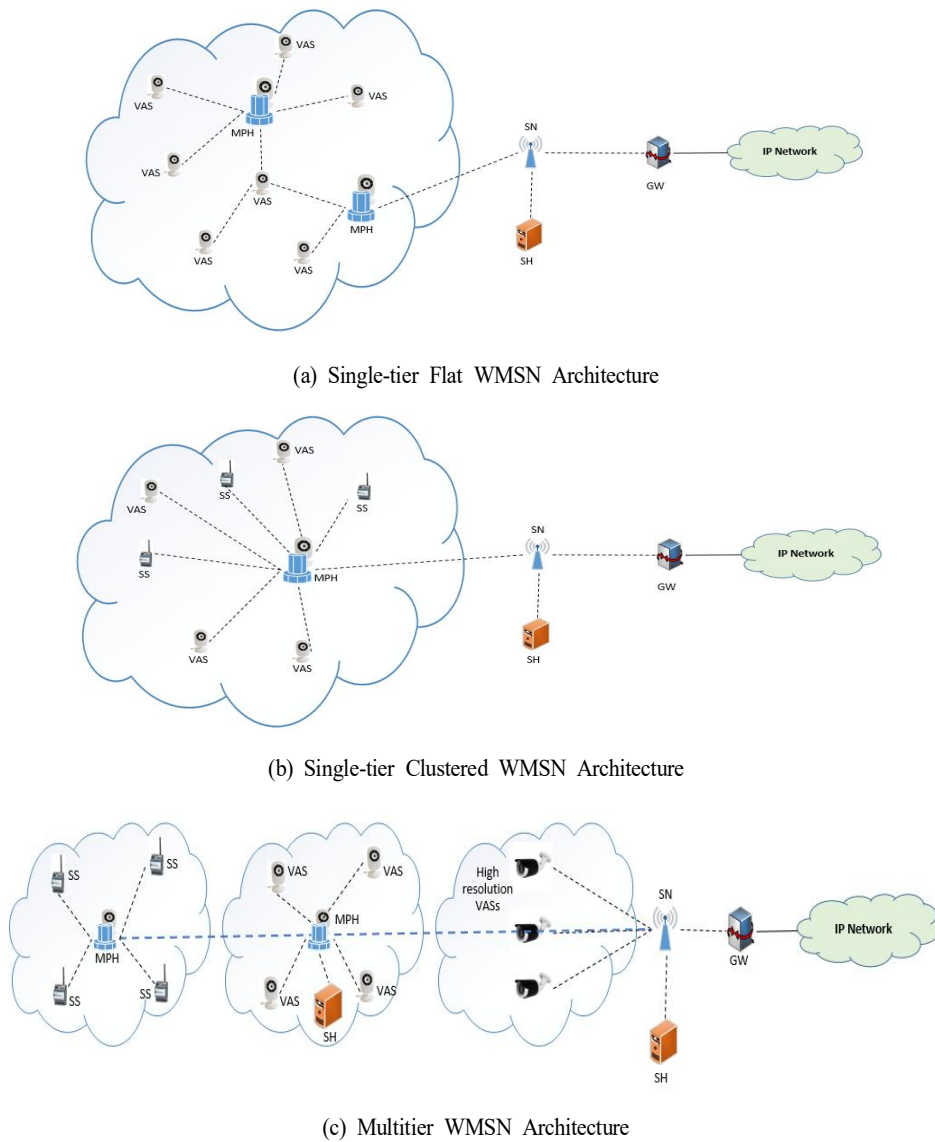 VAS
VAS
VAS
MPH
VAS
VAS
MPH
VAS
VAS
SN
SH
GW
IP Network
(a) Single-tier Flat WMSN Architecture
VAS
SS
VAS
SS
SS
MPH
VAS
VAS
SN
SH
GW
IP Network
(b) Single-tier Clustered WMSN Architecture
SS
SS
MPH
SS
SS
VAS
VAS
MPH
VAS
VAS
SH
High
resolution
VASs
SN
GW
SH
IP Network
(c) Multitier WMSN Architecture